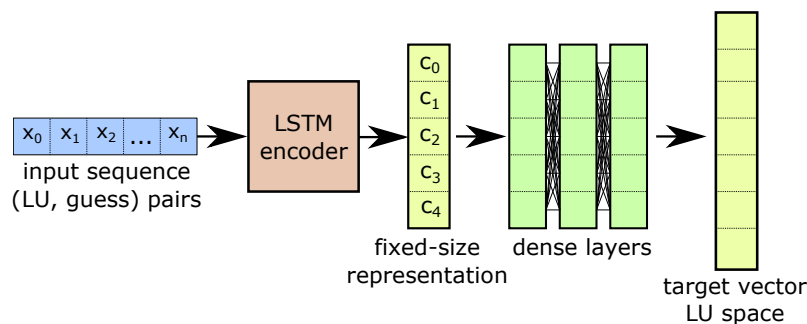 x0 x1 x2 ... xn
input sequence
(LU, guess) pairs
LSTM
encoder
c0
c1
c2
c3
c4
fixed-size
representation
dense layers
target vector
LU space